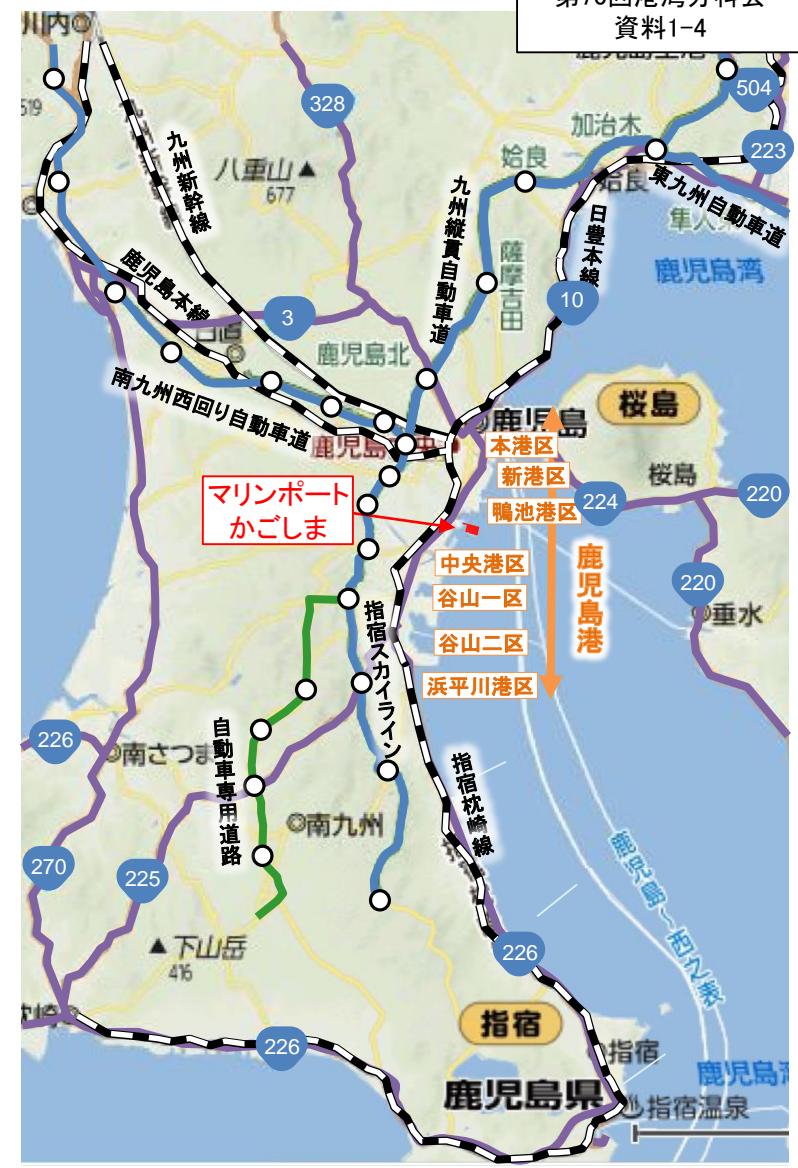 資料1-4
川内
504
519
328
加治木
223
姶良
九州新幹線
八重山
677
九州縦貫自動車道
姶良
東九州自動車道
日豊本線
薩摩吉田
鹿児島湾
鹿児島本線
10
3
鹿児島北
南九州西回り自動車道
桜島
鹿児島
本港区
新港区
桜島
マリンポート
かごしま
鴨池港区
224
220
中央港区
鹿児島港
谷山一区
220
垂水
指宿スカイライン
谷山二区
浜平川港区
226
自動車専用道路
南さつま
指宿枕崎線
南九州
270
225
鹿児島~西之表
下山岳
416
226
指宿
226
指宿
鹿児島県
指宿温泉